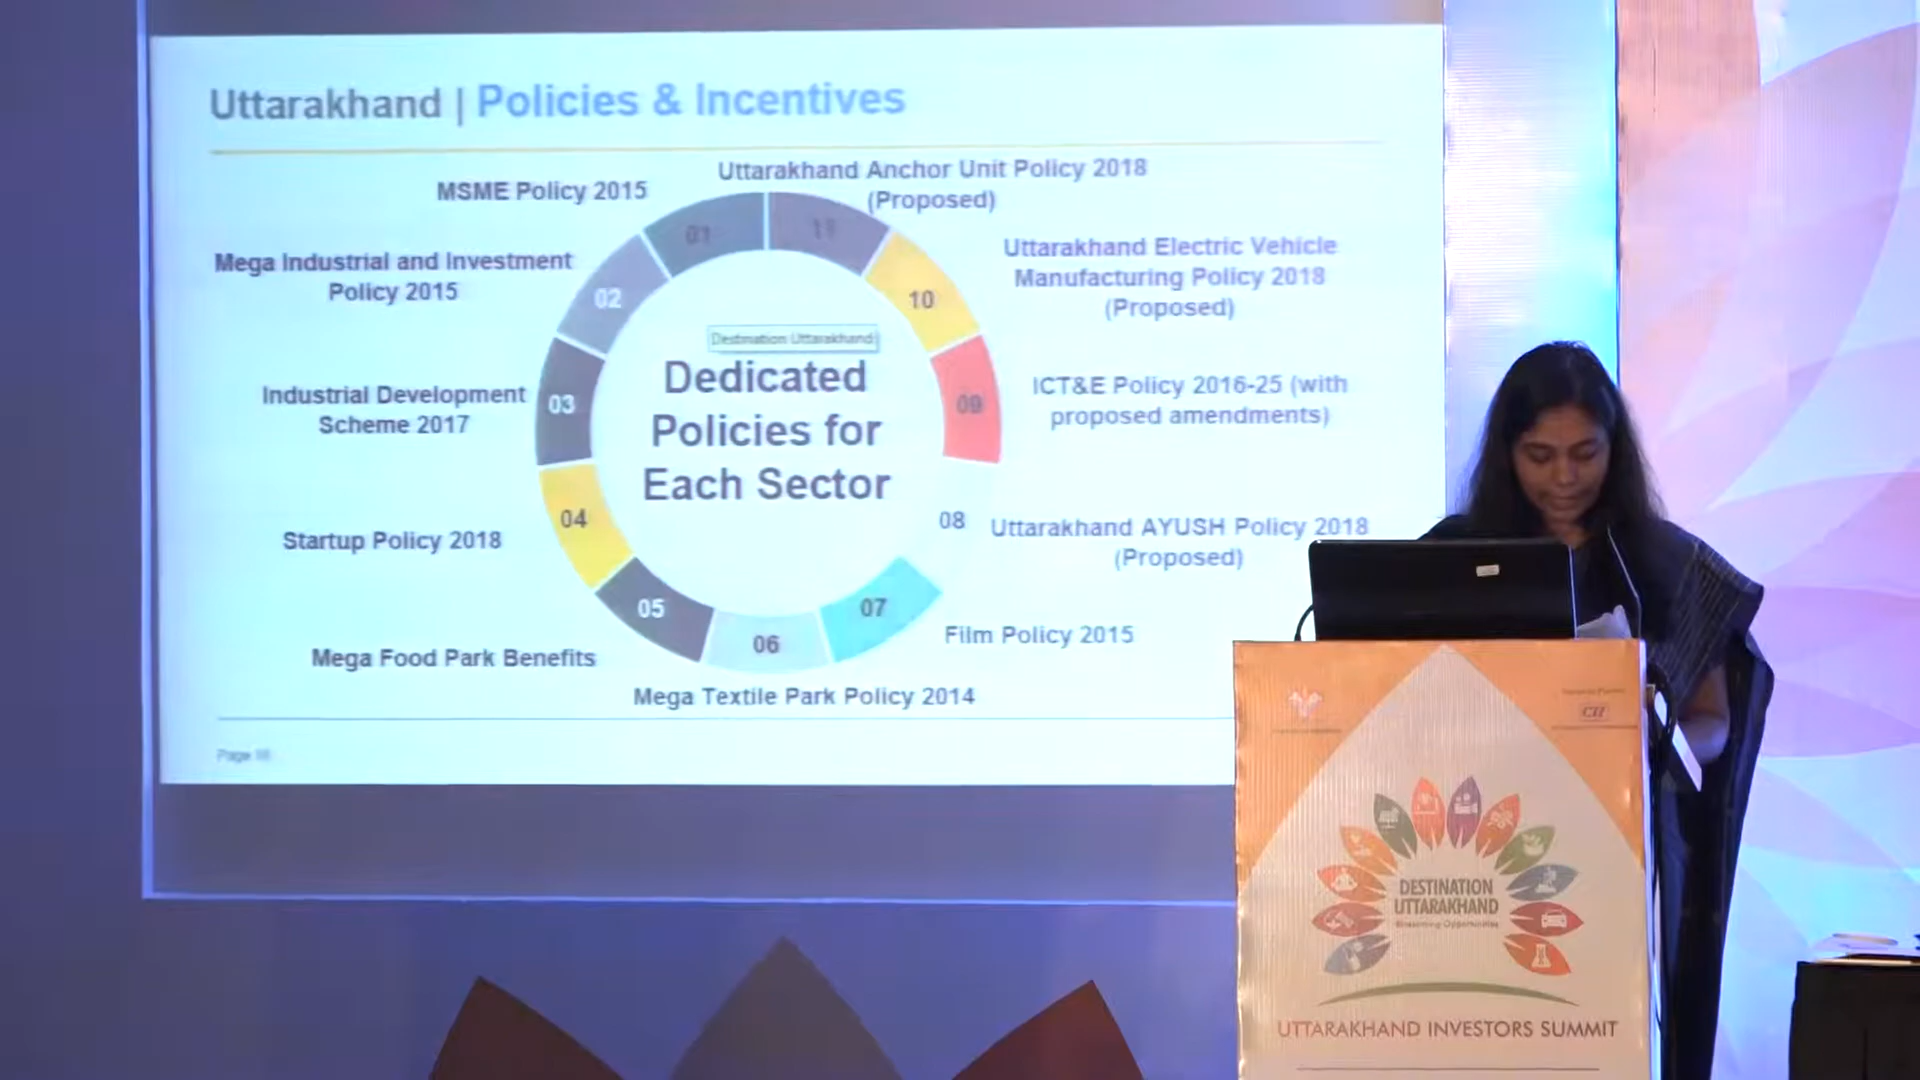 Uttarakhand | Policies & Incentives
MSME Policy 2015
Uttarakhand Anchor Unit Policy 2018
(Proposed)
01
11
Mega Industrial and Investment
Policy 2015
02
10
Uttarakhand Electric Vehicle
Manufacturing Policy 2018
(Proposed)
Destination Uttarakhand
Dedicated
Policies for
Each Sector
Industrial Development
Scheme 2017
03
09
ICT&E Policy 2016-25 (with
proposed amendments)
Startup Policy 2018
04
08
Uttarakhand AYUSH Policy 2018
(Proposed)
Mega Food Park Benefits
05
06
07
Film Policy 2015
Mega Textile Park Policy 2014
Page
CII
DESTINATION
UTTARAKHAND
Blossoming Opportunities
UTTARAKHAND INVESTORS SUMMIT